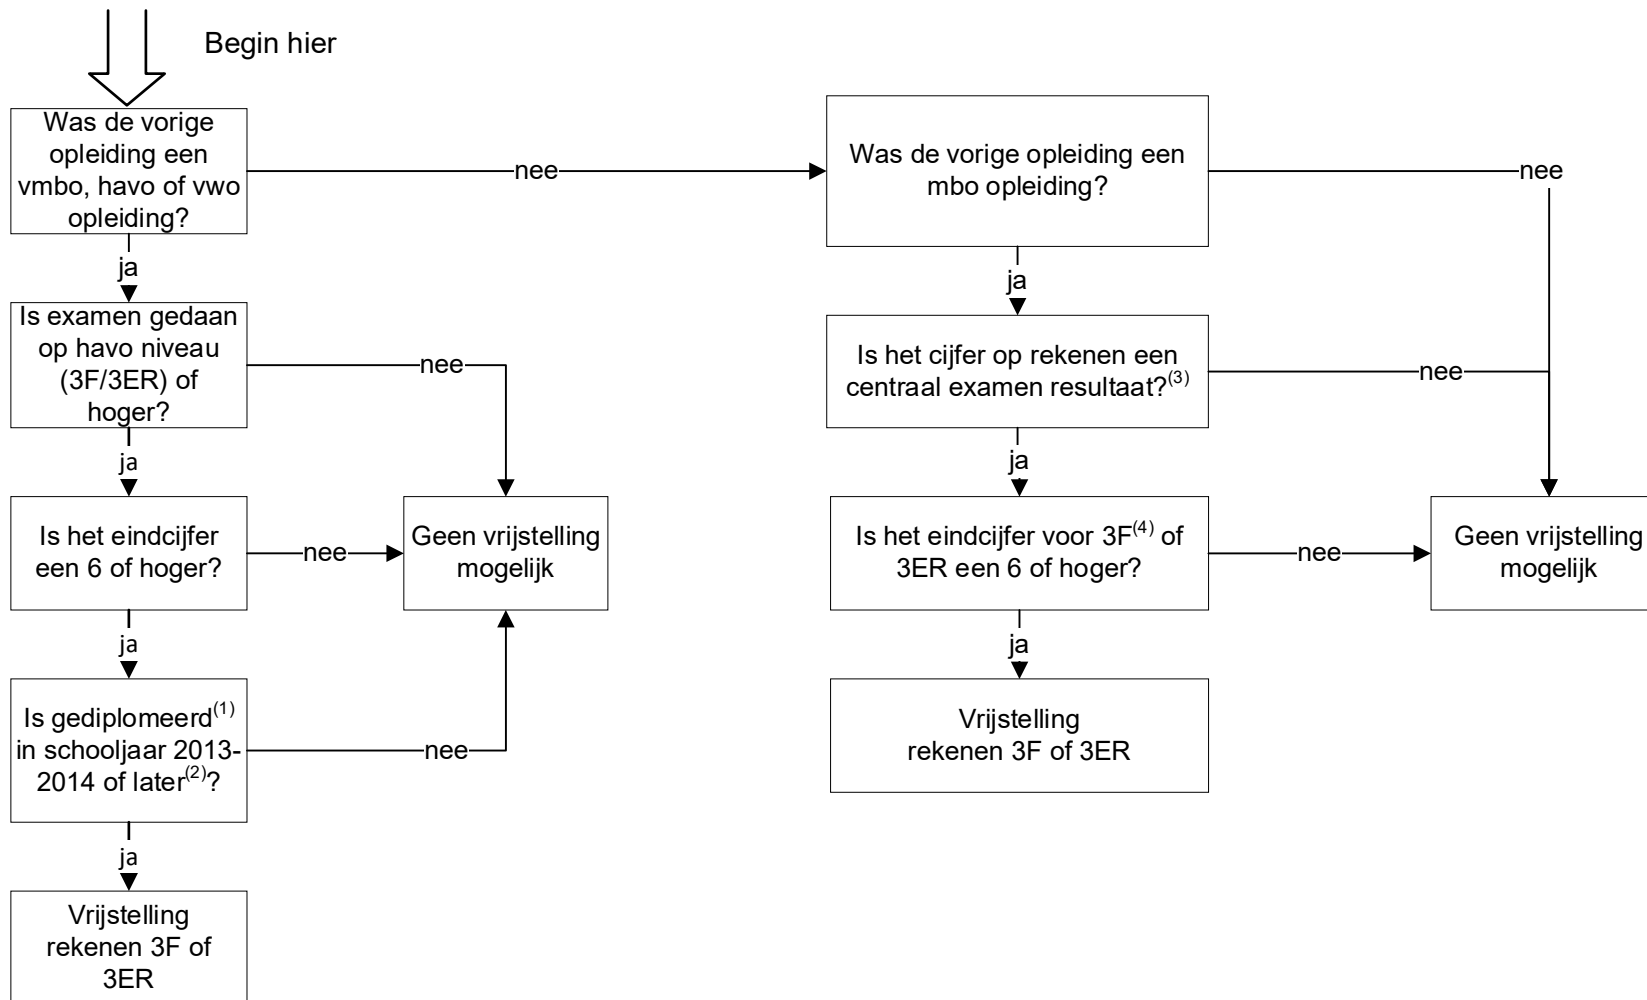 Begin hier
Was de vorige
opleiding een
vmbo, havo of vwo
opleiding?
nee
Was de vorige opleiding een
mbo opleiding?
nee
ja
ja
Is examen gedaan
op havo niveau
(3F/3ER) of
hoger?
nee
Is het cijfer op rekenen een
centraal examen resultaat?(3)
nee
ja
ja
Is het eindcijfer
een 6 of hoger?
nee
Geen vrijstelling
mogelijk
Is het eindcijfer voor 3F(4) of
3ER een 6 of hoger?
nee
Geen vrijstelling
mogelijk
ja
ja
Is gediplomeerd(1)
in schooljaar 2013-
2014 of later(2)?
nee
Vrijstelling
rekenen 3F of 3ER
ja
Vrijstelling
rekenen 3F of
3ER